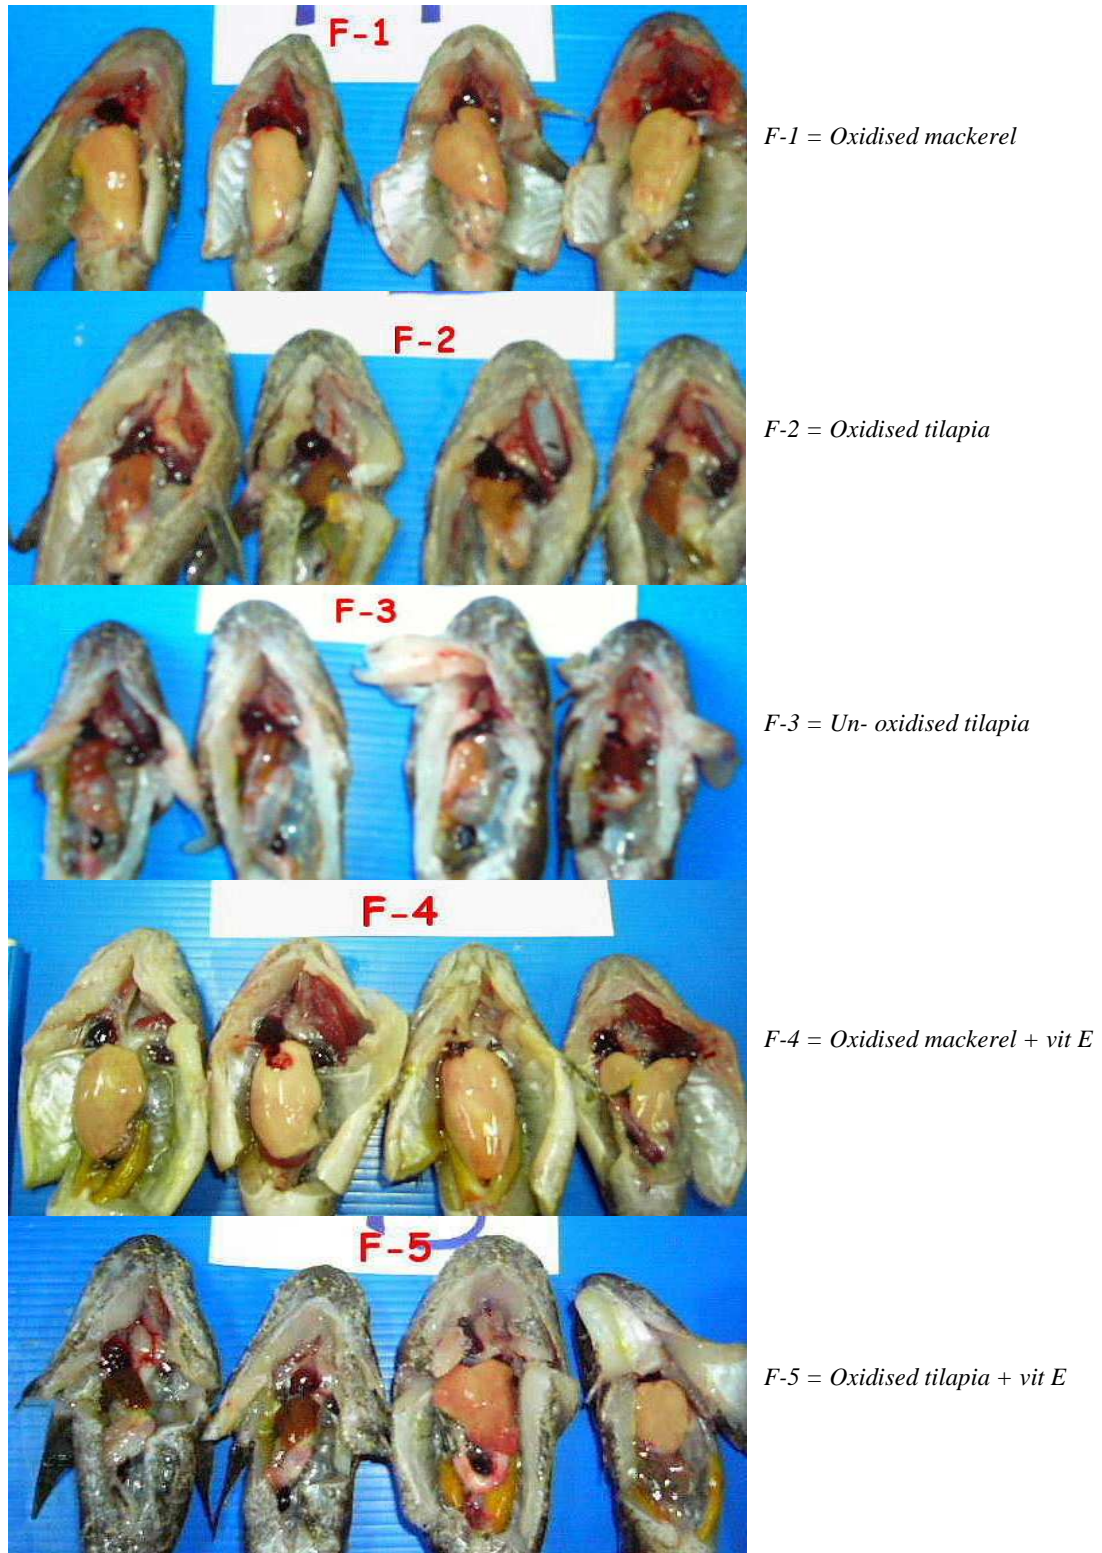 F-1
F-1 = Oxidised mackerel
F-2
F-2 = Oxidised tilapia
F-3
F-3 = Un- oxidised tilapia
F-4
F-4 = Oxidised mackerel + vit E
F-5
F-5 = Oxidised tilapia + vit E